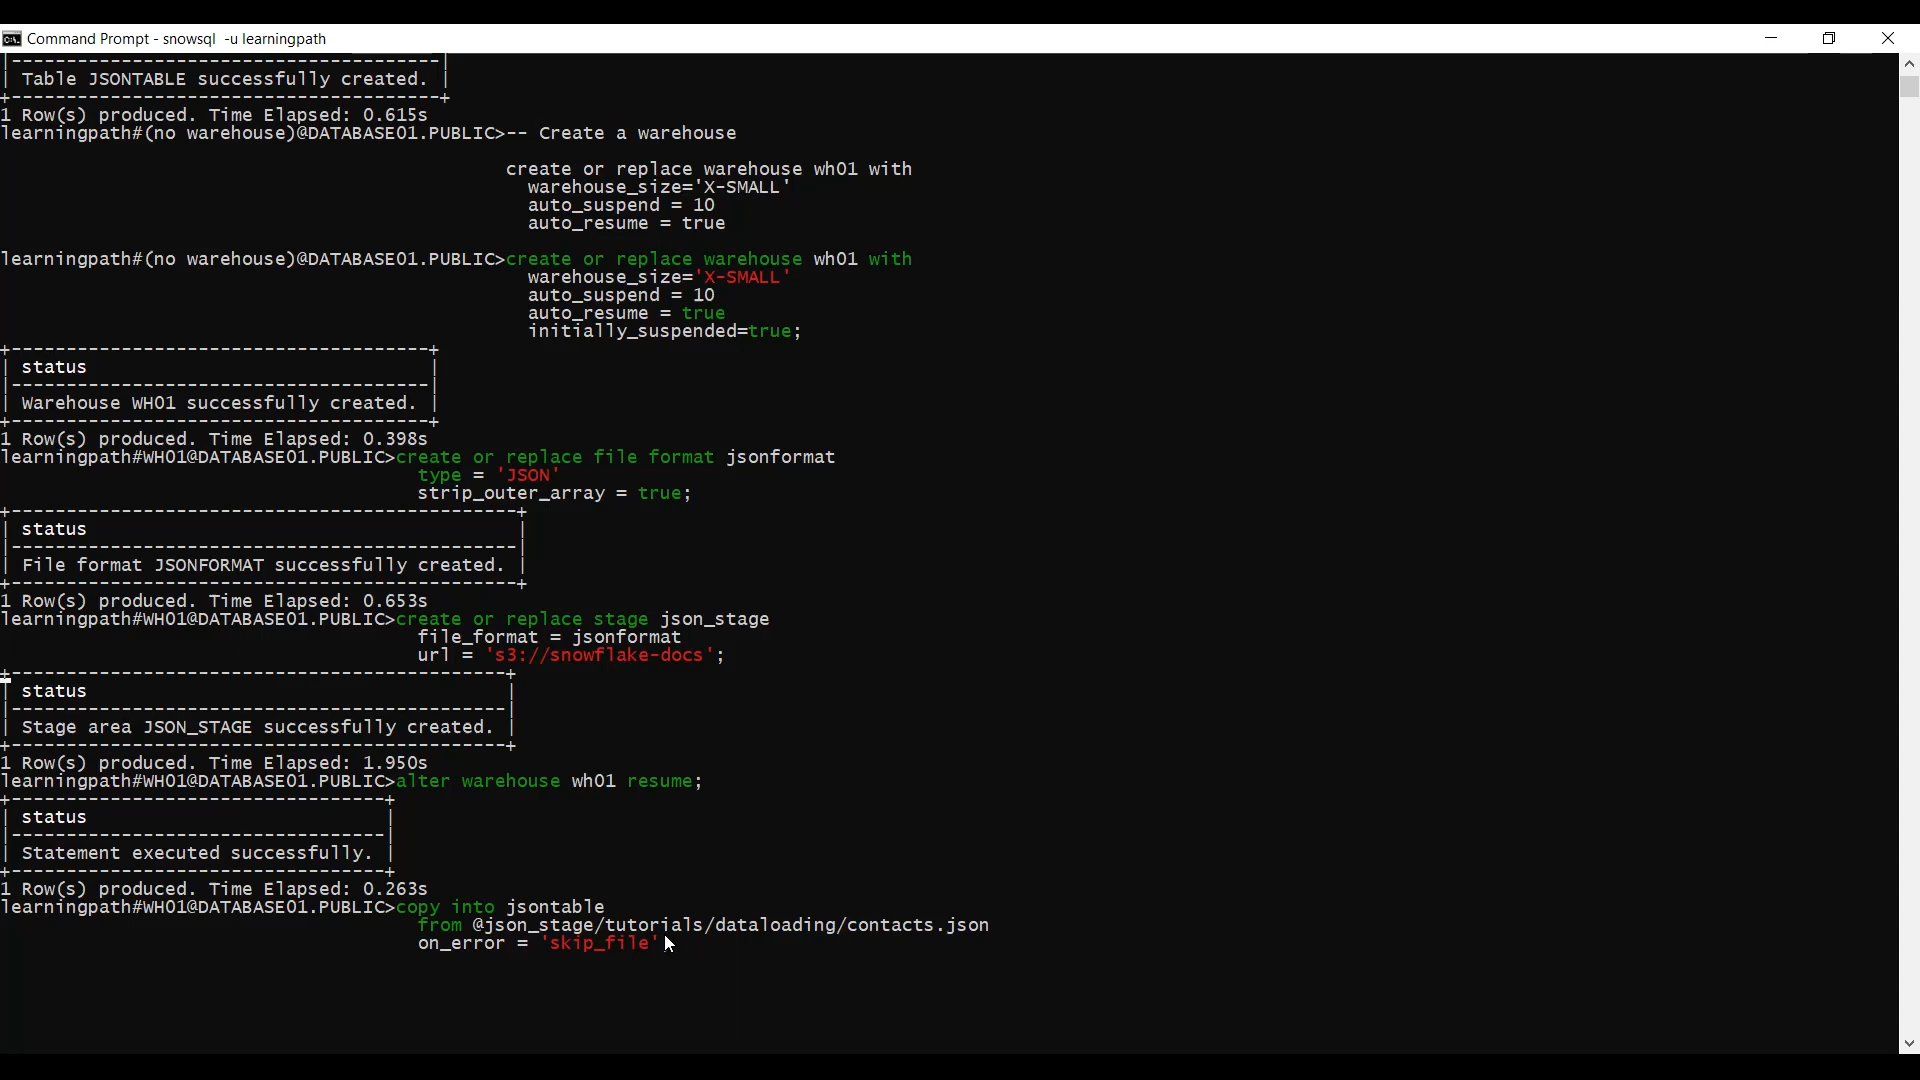 Command Prompt - snowsql  -u learningpath
|---------------------------------------|
| Table JSONTABLE successfully created. |
+---------------------------------------+
1 Row(s) produced. Time Elapsed: 0.615s
learningpath#(no warehouse)@DATABASE01.PUBLIC>-- Create a warehouse
create or replace warehouse wh01 with
warehouse_size='X-SMALL'
auto_suspend = 10
auto_resume = true
learningpath#(no warehouse)@DATABASE01.PUBLIC>create or replace warehouse wh01 with
warehouse_size='X-SMALL'
auto_suspend = 10
auto_resume = true
initially_suspended=true;
+--------------------------------------+
| status                               |
|--------------------------------------|
| Warehouse WH01 successfully created. |
+--------------------------------------+
1 Row(s) produced. Time Elapsed: 0.398s
learningpath#WH01@DATABASE01.PUBLIC>create or replace file format jsonformat
type = 'JSON'
strip_outer_array = true;
+----------------------------------------------+
| status                                       |
|----------------------------------------------|
| File format JSONFORMAT successfully created. |
+----------------------------------------------+
1 Row(s) produced. Time Elapsed: 0.653s
learningpath#WH01@DATABASE01.PUBLIC>create or replace stage json_stage
file_format = jsonformat
url = 's3://snowflake-docs';
+---------------------------------------------+
| status                                      |
|---------------------------------------------|
| Stage area JSON_STAGE successfully created. |
+---------------------------------------------+
1 Row(s) produced. Time Elapsed: 1.950s
learningpath#WH01@DATABASE01.PUBLIC>alter warehouse wh01 resume;
+----------------------------------+
| status                           |
|----------------------------------|
| Statement executed successfully. |
+----------------------------------+
1 Row(s) produced. Time Elapsed: 0.263s
learningpath#WH01@DATABASE01.PUBLIC>copy into jsontable
from @json_stage/tutorials/dataloading/contacts.json
on_error = 'skip_file'